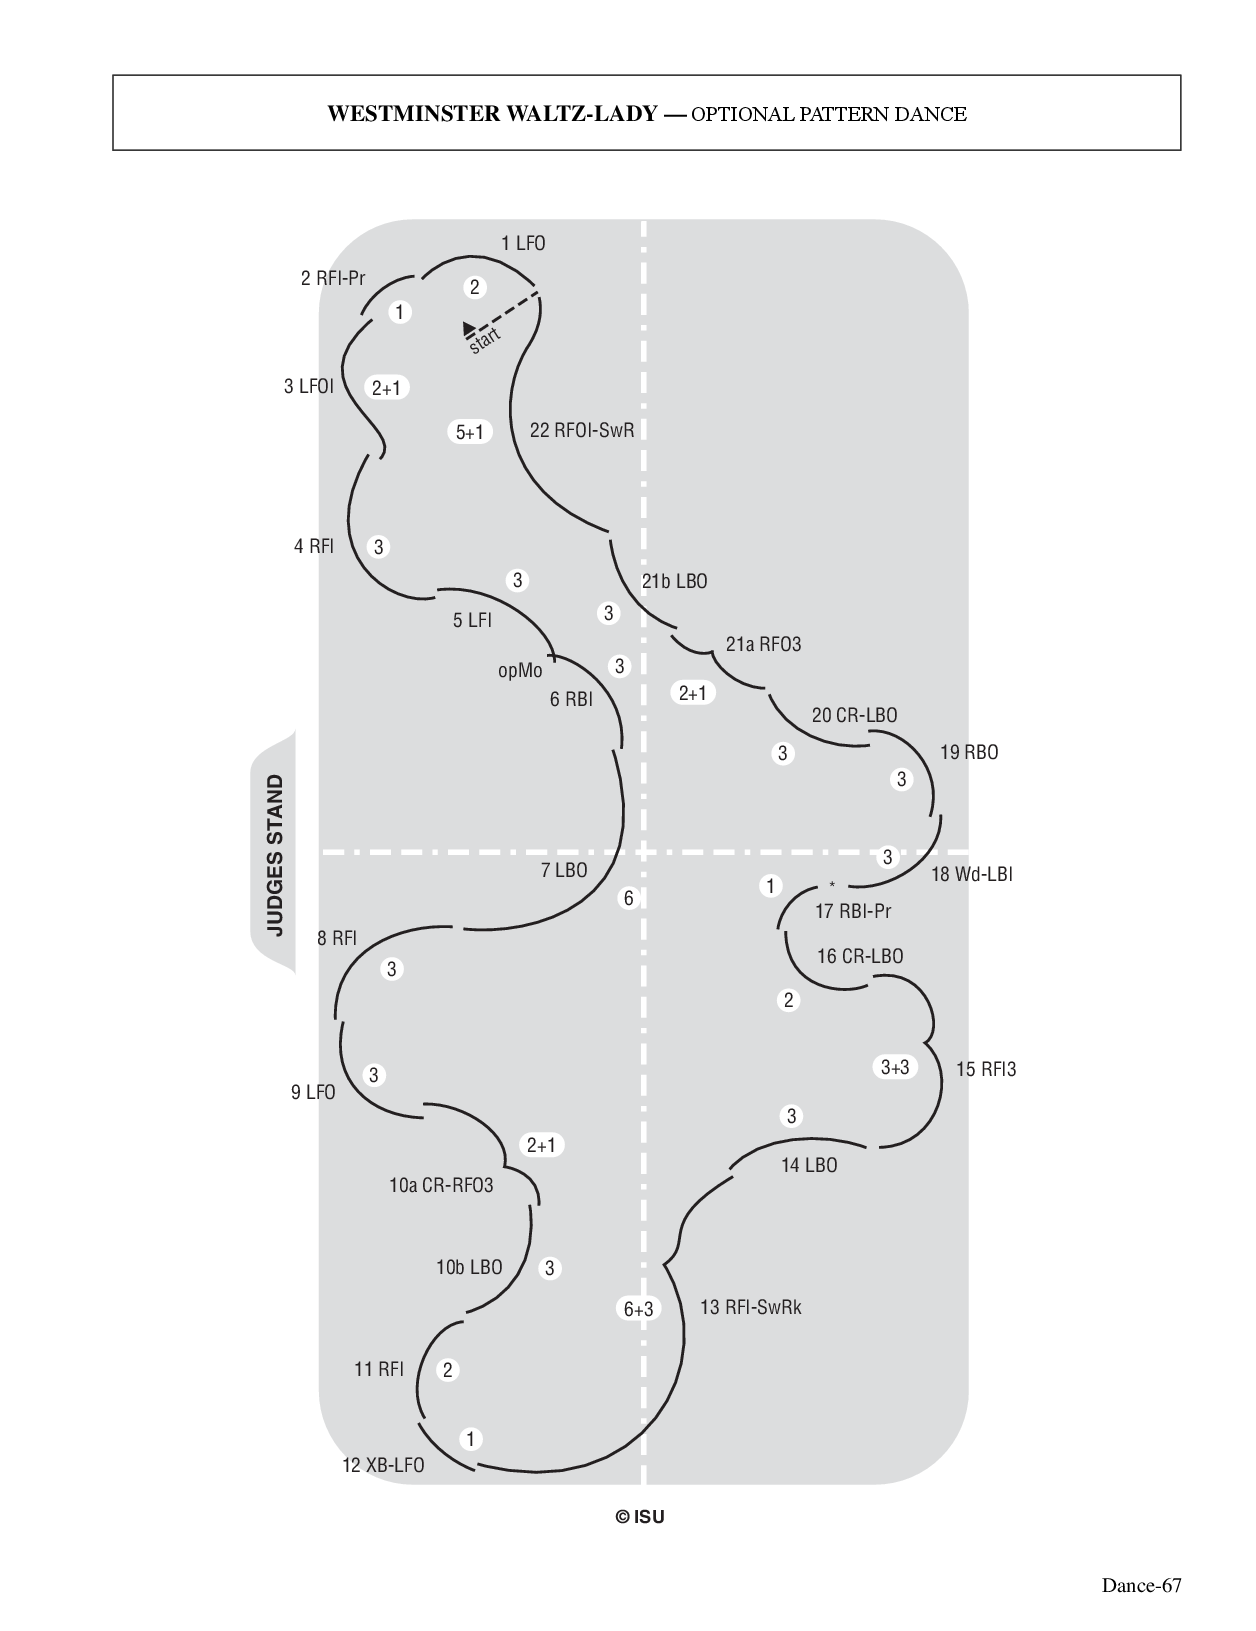 WESTMINSTER WALTZ-LADY — OPTIONAL PATTERN DANCE
1 LFO
2 RFI-Pr
2
1
start
3 LFOI
2+1
5+1
22 RFOI-SwR
4 RFI
3
3
21b LBO
5 LFI
3
21a RFO3
opMo
3
6 RBI
2+1
20 CR-LBO
3
19 RBO
3
JUDGES STAND
7 LBO
3
18 Wd-LBI
6
1
*
17 RBI-Pr
8 RFI
3
16 CR-LBO
2
9 LFO
3
3+3
15 RFI3
3
2+1
14 LBO
10a CR-RFO3
10b LBO
3
6+3
13 RFI-SwRk
11 RFI
2
1
12 XB-LFO
© ISU
Dance-67